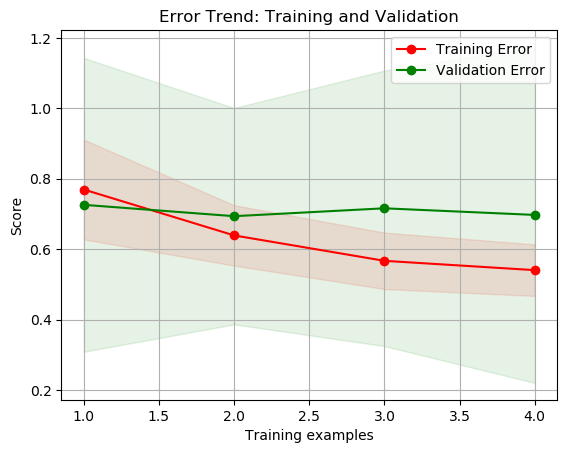 Error Trend: Training and Validation
Training Error
Validation Error
Score
1.2
1.0
0.8
0.6
0.4
0.2
1.0 1.5 2.0 2.5 3.0 3.5 4.0
Training examples